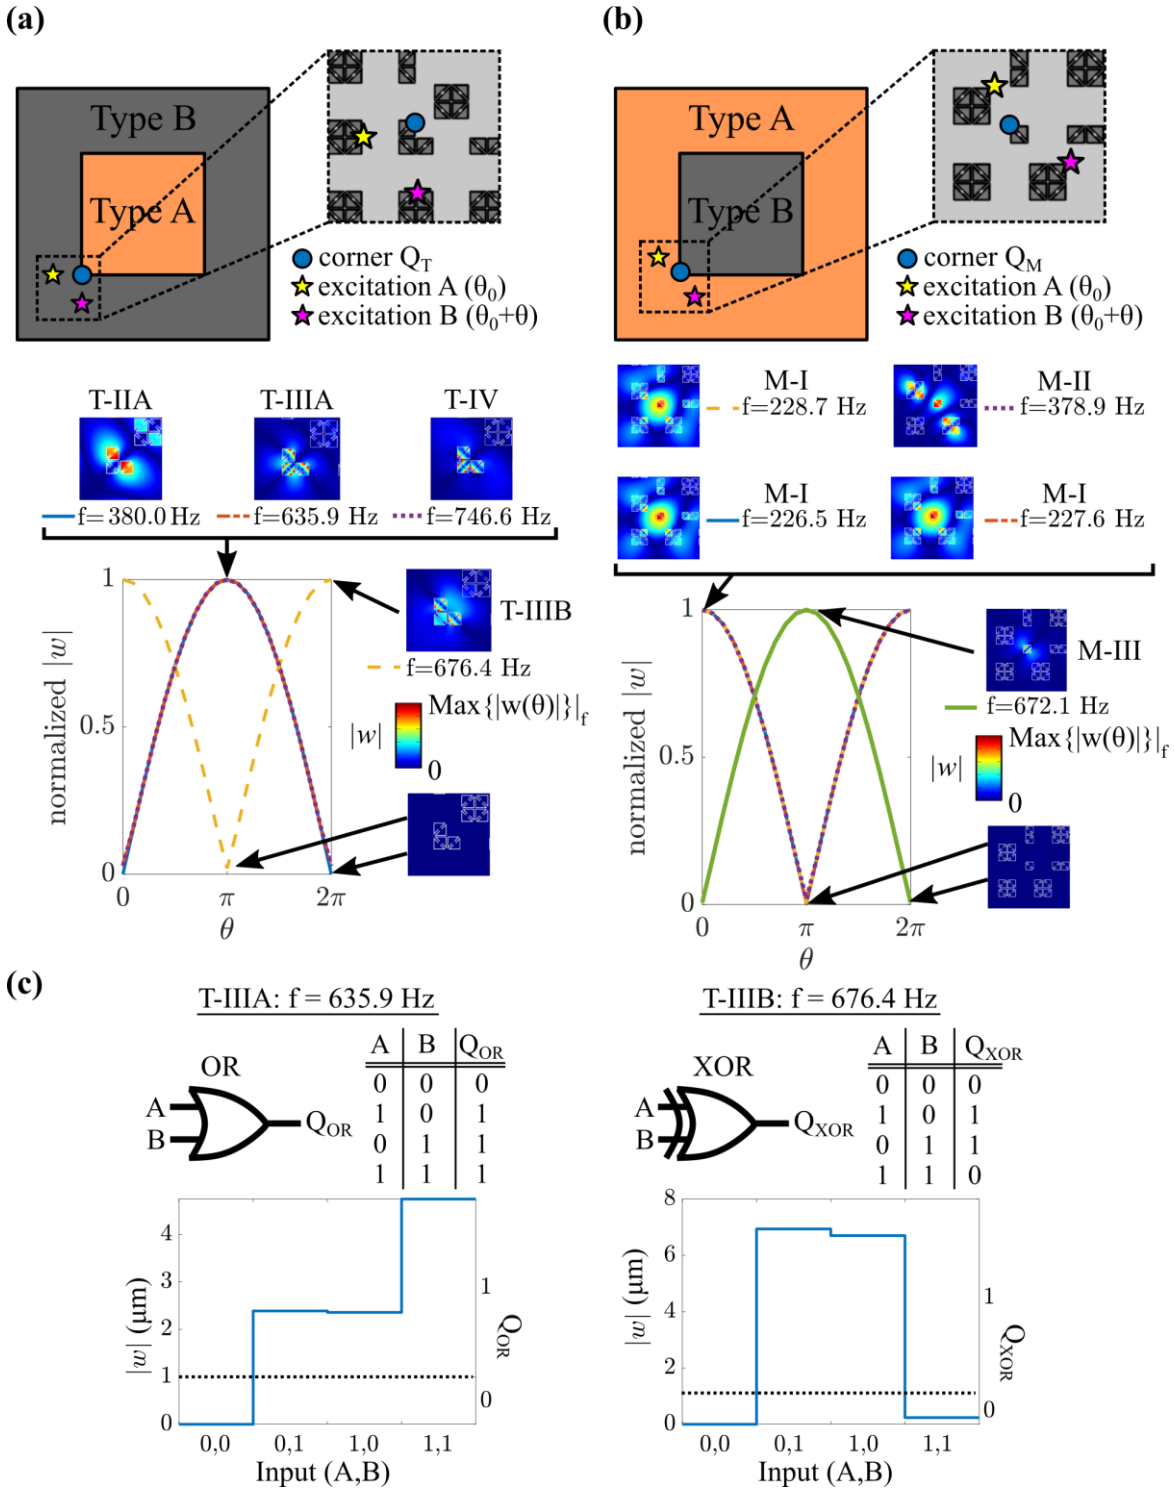 (a)
Type B
Type A
corner Q_T
excitation A (θ₀)
excitation B (θ₀+θ)
T-IIA
T-IIIA
T-IV
f= 380.0 Hz
f=635.9 Hz
f=746.6 Hz
1
0.5
0
normalized |w|
0
π
2π
θ
T-IIIB
f=676.4 Hz
Max{|w(θ)|}|_f
|w|
0
(b)
Type A
Type B
corner Q_M
excitation A (θ₀)
excitation B (θ₀+θ)
M-I
f=228.7 Hz
M-II
f=378.9 Hz
M-I
f=226.5 Hz
M-I
f=227.6 Hz
1
0.5
0
normalized |w|
0
π
2π
θ
M-III
f=672.1 Hz
Max{|w(θ)|}|_f
|w|
0
(c)
T-IIIA: f = 635.9 Hz
OR
A
B
Q_OR
A B Q_OR
0 0 0
1 0 1
0 1 1
1 1 1
4
3
2
1
0
|w| (μm)
1
0
Q_OR
0,0
0,1
1,0
1,1
Input (A,B)
T-IIIB: f = 676.4 Hz
XOR
A
B
Q_XOR
A B Q_XOR
0 0 0
1 0 1
0 1 1
1 1 0
8
6
4
2
0
|w| (μm)
1
0
Q_XOR
0,0
0,1
1,0
1,1
Input (A,B)